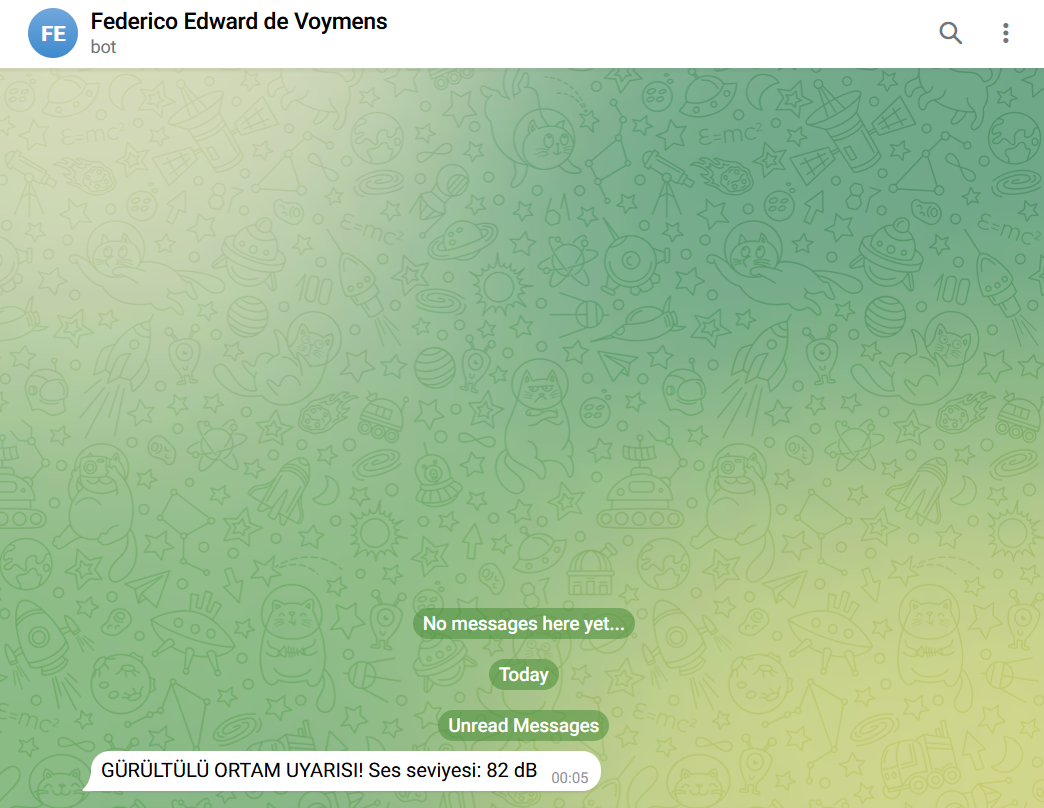 FE
Federico Edward de Voymens
bot
No messages here yet...
Today
Unread Messages
GÜRÜLTÜLÜ ORTAM UYARISI! Ses seviyesi: 82 dB 00:05